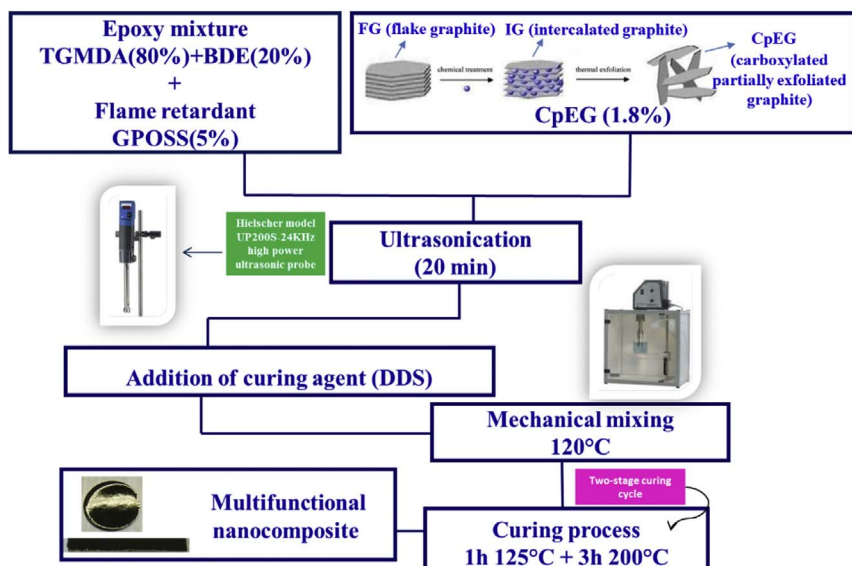 Epoxy mixture
TGMDA(80%)+BDE(20%)
+
Flame retardant
GPOSS(5%)
FG (flake graphite)
IG (intercalated graphite)
chemical treatment
thermal exfoliation
CpEG
(carboxylated
partially exfoliated
graphite)
CpEG (1.8%)
Hielscher model
UP200S-24KHz
high power
ultrasonic probe
Ultrasonication
(20 min)
Addition of curing agent (DDS)
Mechanical mixing
120°C
Two-stage curing
cycle
Multifunctional
nanocomposite
Curing process
1h 125°C + 3h 200°C